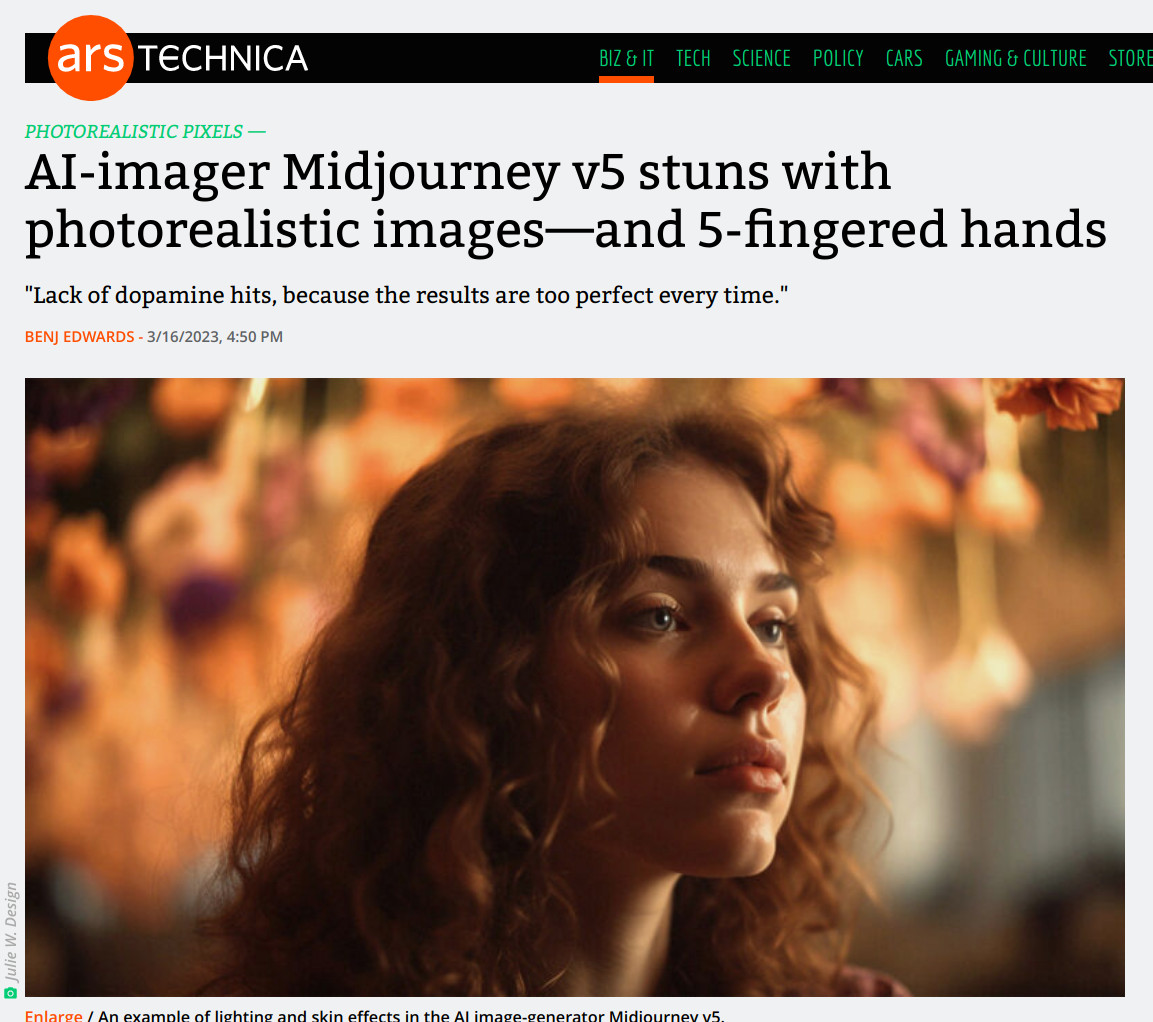 ars TECHNICA
BIZ & IT TECH SCIENCE POLICY CARS GAMING & CULTURE STORE
PHOTOREALISTIC PIXELS —
AI-imager Midjourney v5 stuns with
photorealistic images—and 5-fingered hands
"Lack of dopamine hits, because the results are too perfect every time."
BENJ EDWARDS - 3/16/2023, 4:50 PM
Julie W. Design
Enlarge / An example of lighting and skin effects in the AI image-generator Midjourney v5.